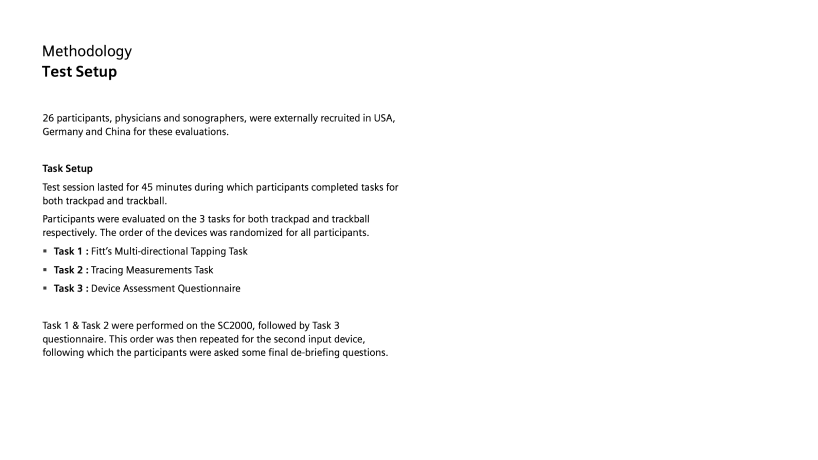 Methodology
Test Setup
26 participants, physicians and sonographers, were externally recruited in USA,
Germany and China for these evaluations.
Task Setup
Test session lasted for 45 minutes during which participants completed tasks for
both trackpad and trackball.
Participants were evaluated on the 3 tasks for both trackpad and trackball
respectively. The order of the devices was randomized for all participants.
▪ Task 1 : Fitt's Multi-directional Tapping Task
▪ Task 2 : Tracing Measurements Task
▪ Task 3 : Device Assessment Questionnaire
Task 1 & Task 2 were performed on the SC2000, followed by Task 3
questionnaire. This order was then repeated for the second input device,
following which the participants were asked some final de-briefing questions.